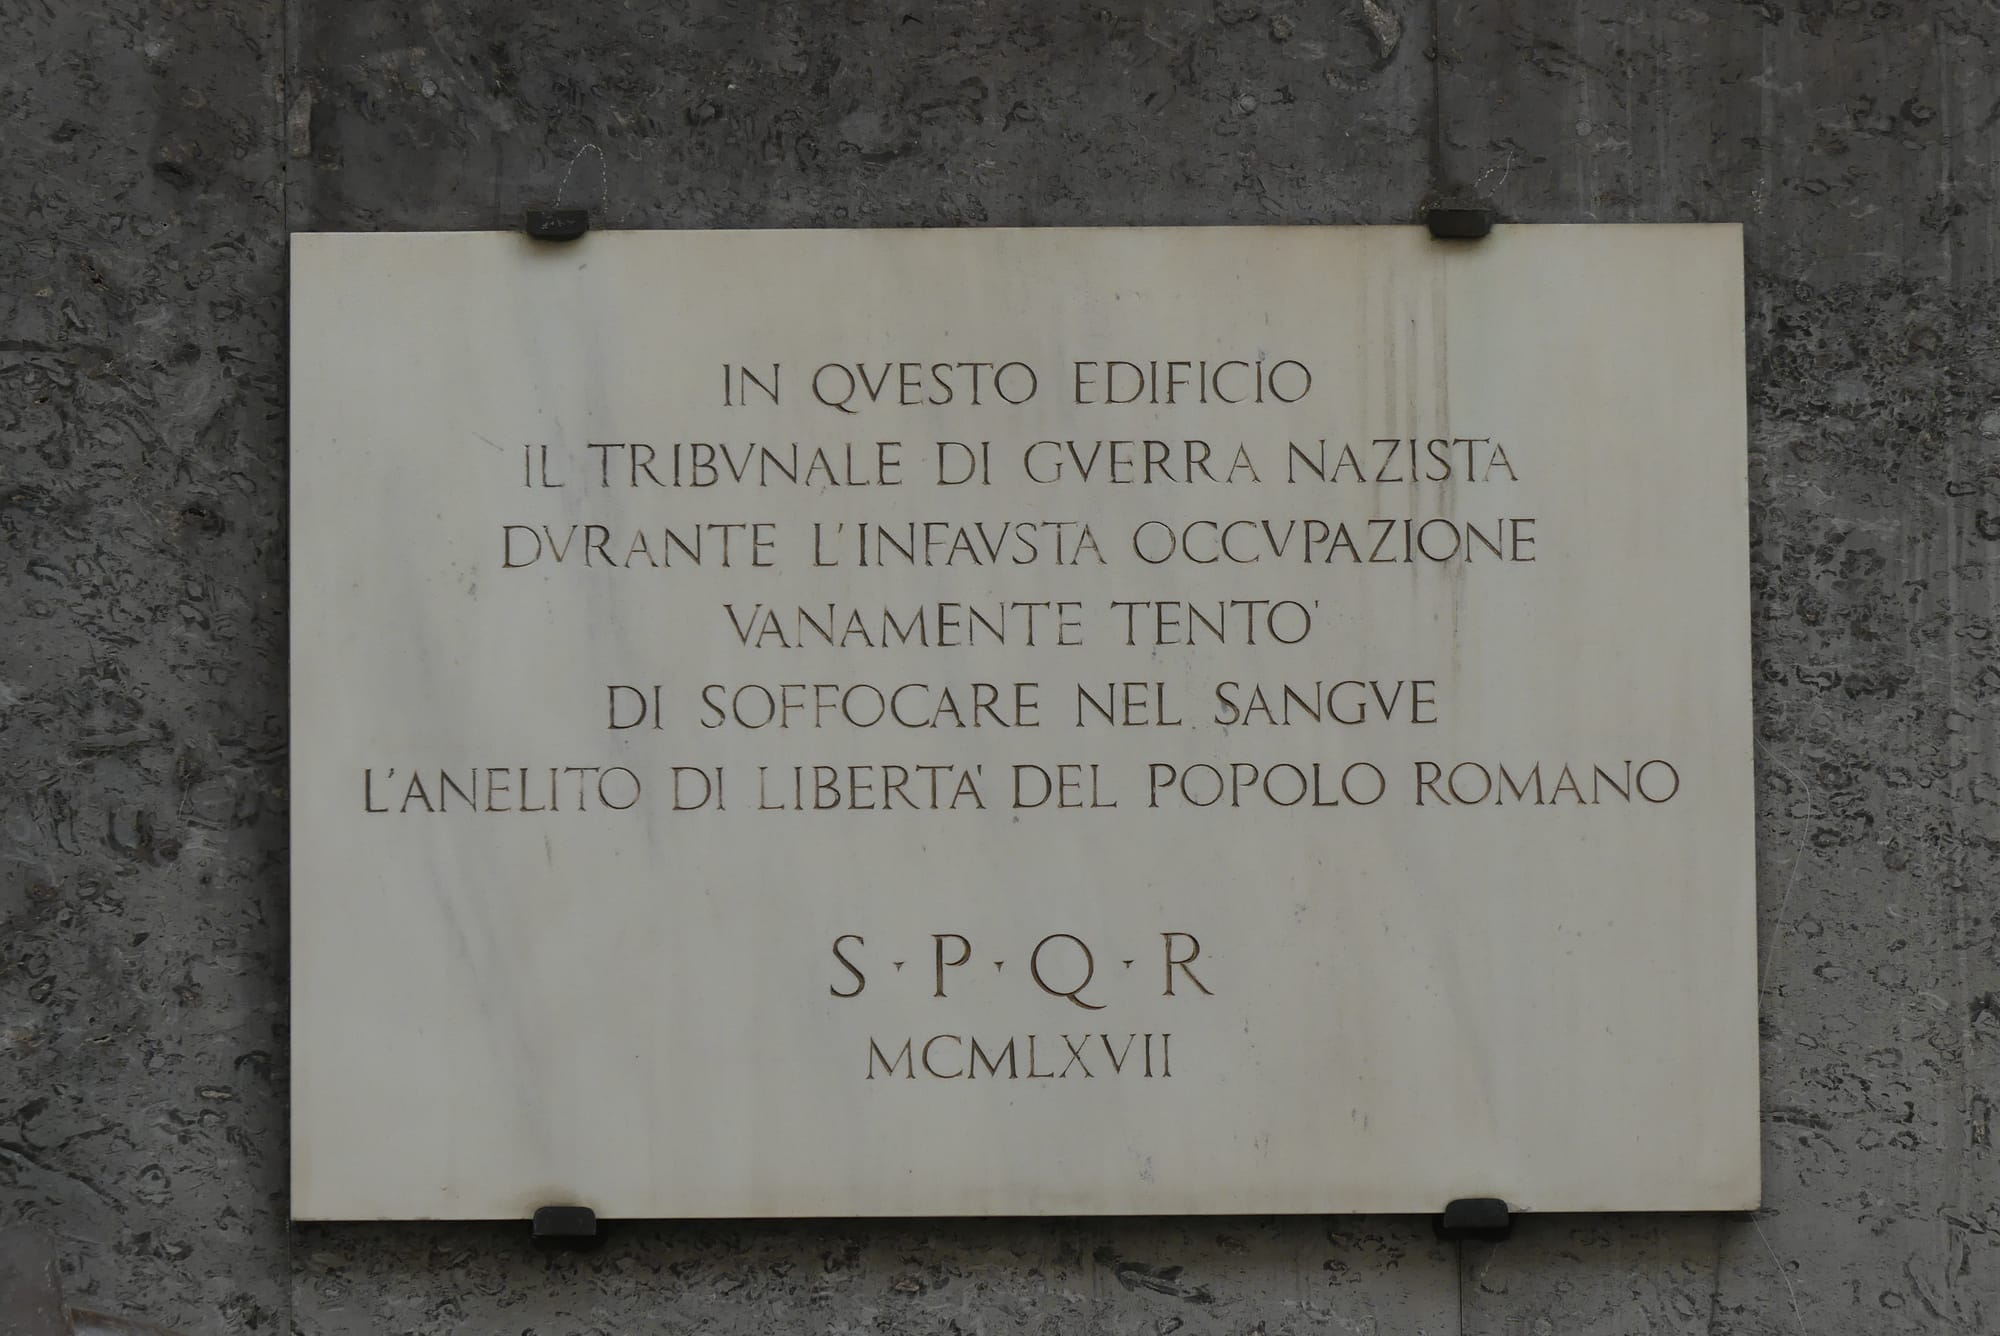 IN QVESTO EDIFICIO
IL TRIBVNALE DI GVERRA NAZISTA
DVRANTE L'INFAVSTA OCCVPAZIONE
VANAMENTE TENTO'
DI SOFFOCARE NEL SANGVE
L'ANELITO DI LIBERTA' DEL POPOLO ROMANO
S · P · Q · R
MCMLXVII